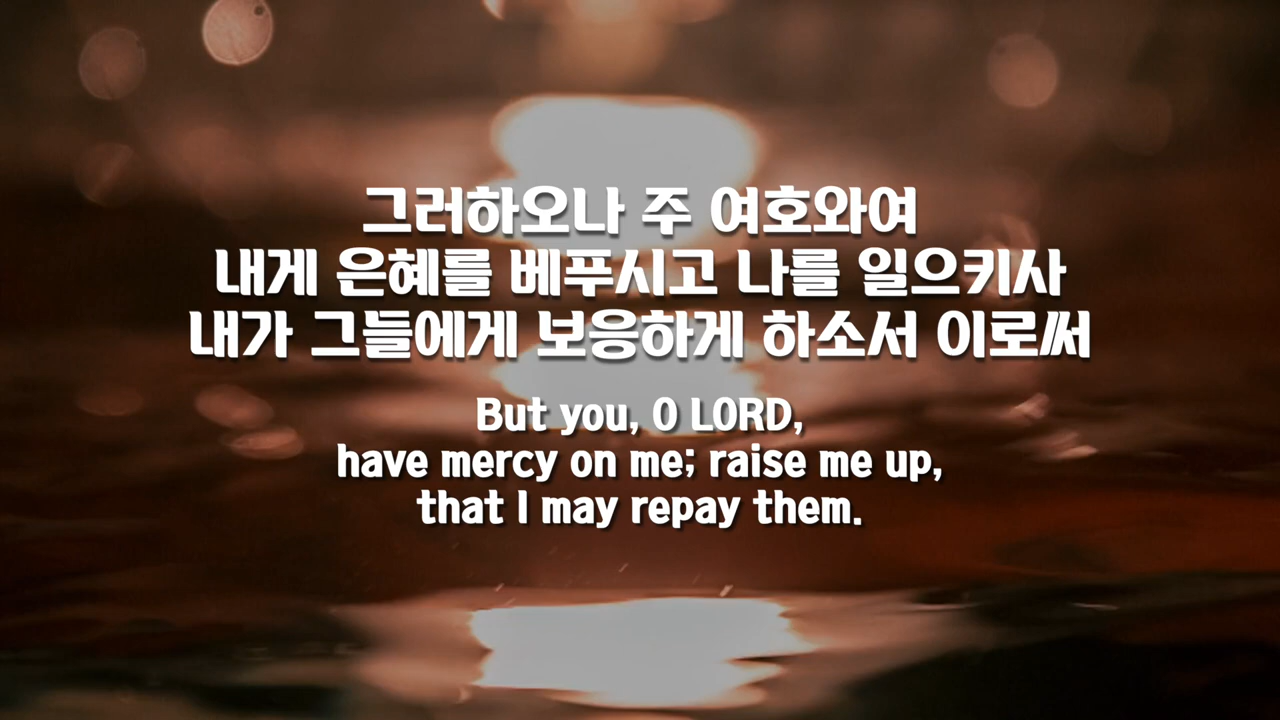 그러하오나 주 여호와여
내게 은혜를 베푸시고 나를 일으키사
내가 그들에게 보응하게 하소서 이로써
But you, O LORD,
have mercy on me; raise me up,
that I may repay them.